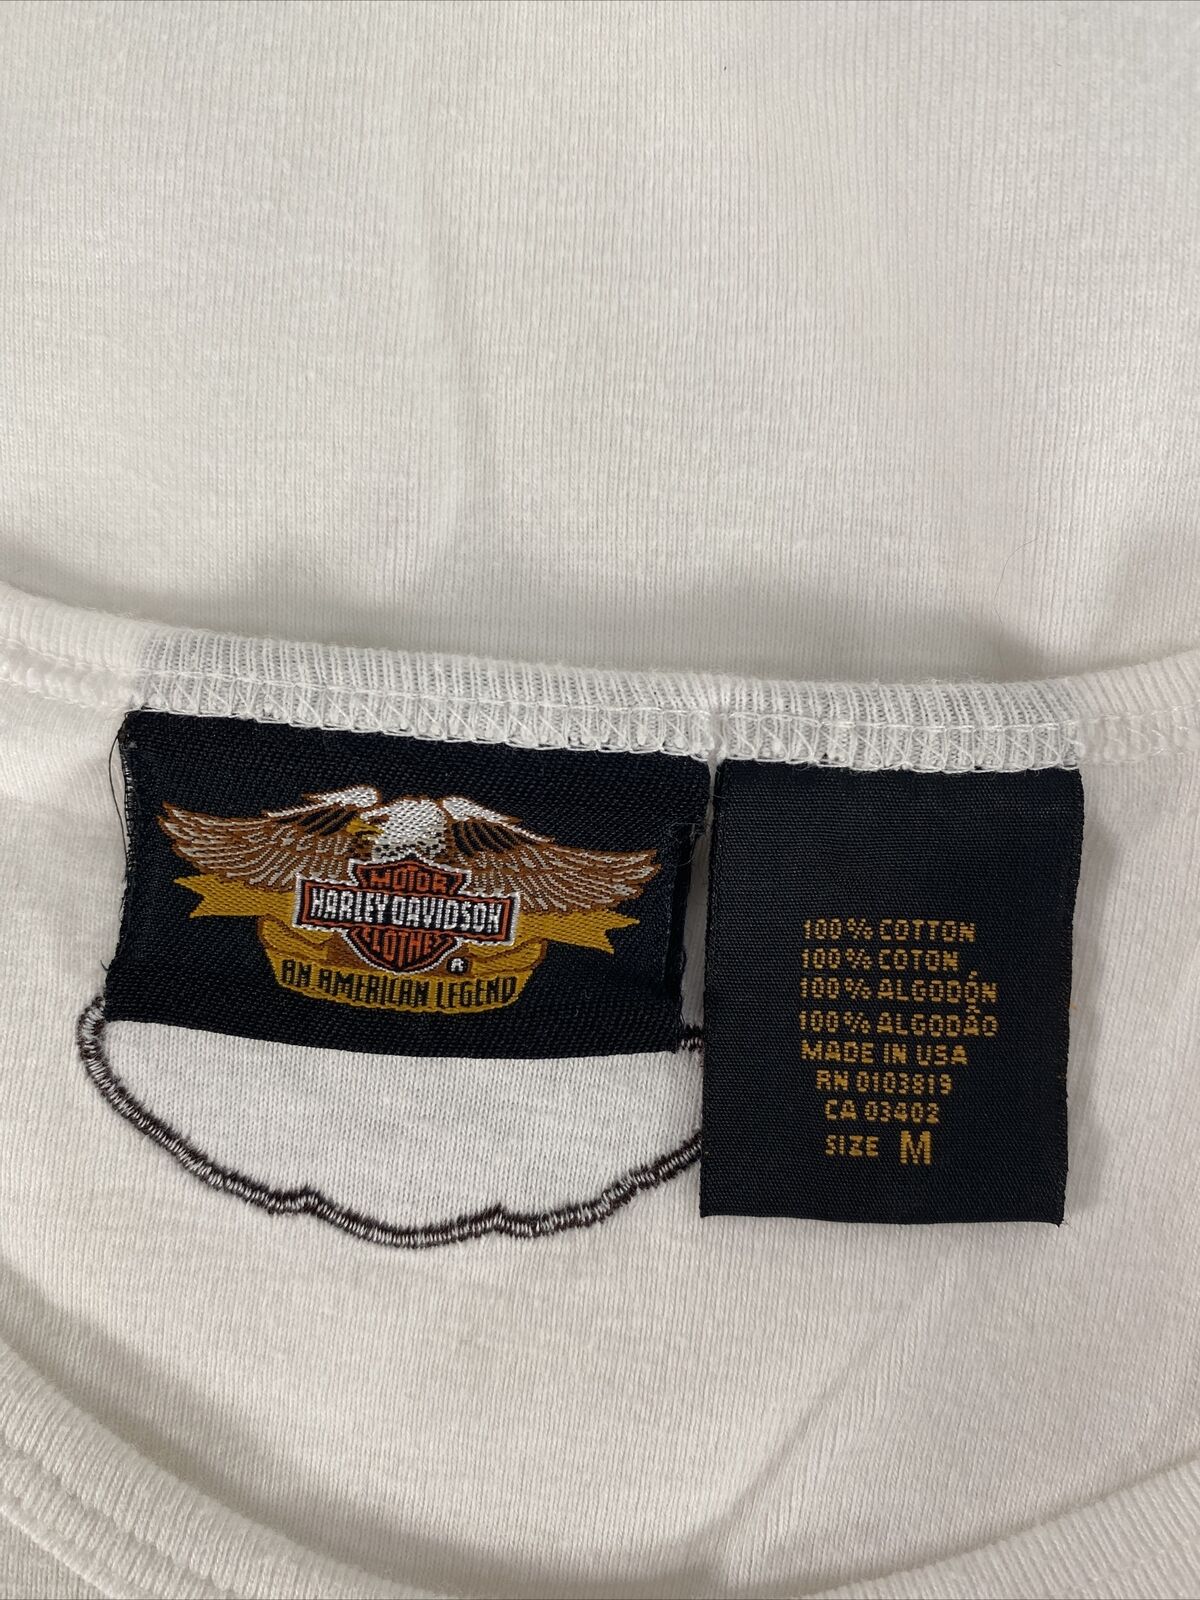 MOTOR
HARLEY-DAVIDSON
CLOTHES
®
AN AMERICAN LEGEND
100% COTTON
100% COTON
100% ALGODÓN
100% ALGODÃO
MADE IN USA
RN 0103819
CA 03402
SIZE M